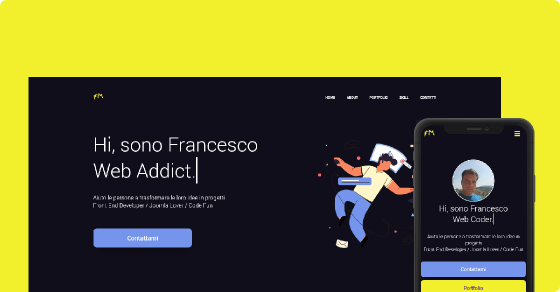 HOME ABOUT PORTFOLIO SKILL CONTATTI
Hi, sono Francesco
Web Addict.
Aiuto le persone a trasformare le loro idee in progetti
Front End Developer / Joomla Lover / Code Fun
Contattami
FM
Hi, sono Francesco
Web Coder.
Aiuto le persone a trasformare le loro idee in
progetti
Front End Developer / Joomla Lover / Code Fun
Contattami
Portfolio